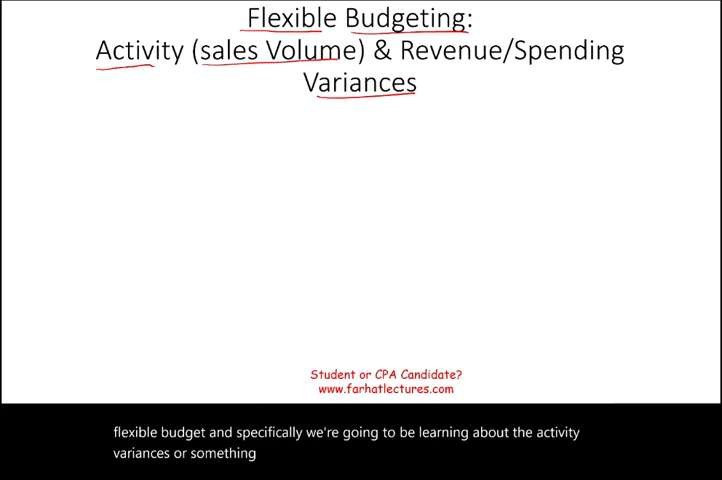 Flexible Budgeting:
Activity (sales Volume) & Revenue/Spending
Variances
Student or CPA Candidate?
www.farhatlectures.com
flexible budget and specifically we're going to be learning about the activity
variances or something